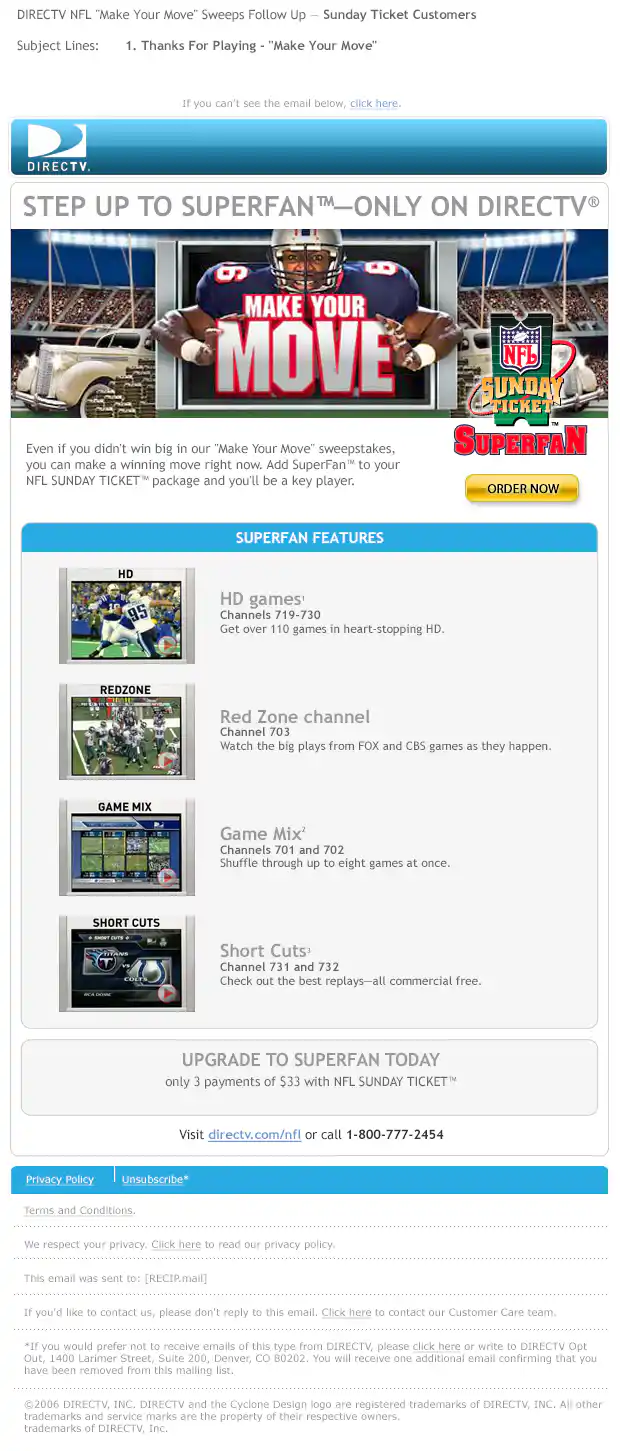 DIRECTV NFL "Make Your Move" Sweeps Follow Up — Sunday Ticket Customers
Subject Lines: 1. Thanks For Playing - "Make Your Move"
If you can't see the email below, click here.
DIRECTV.
STEP UP TO SUPERFAN™—ONLY ON DIRECTV®
MAKE YOUR
MOVE
NFL
SUNDAY
TICKET™
SUPERFAN
Even if you didn't win big in our "Make Your Move" sweepstakes,
you can make a winning move right now. Add SuperFan™ to your
NFL SUNDAY TICKET™ package and you'll be a key player.
ORDER NOW
SUPERFAN FEATURES
HD
HD games¹
Channels 719-730
Get over 110 games in heart-stopping HD.
REDZONE
Red Zone channel
Channel 703
Watch the big plays from FOX and CBS games as they happen.
GAME MIX
Game Mix²
Channels 701 and 702
Shuffle through up to eight games at once.
SHORT CUTS
SHORT CUTS
TITANS
VS
COLTS
RCA DOME
Short Cuts³
Channel 731 and 732
Check out the best replays—all commercial free.
UPGRADE TO SUPERFAN TODAY
only 3 payments of $33 with NFL SUNDAY TICKET™
Visit directv.com/nfl or call 1-800-777-2454
Privacy Policy Unsubscribe*
Terms and Conditions.
We respect your privacy. Click here to read our privacy policy.
This email was sent to: [RECIP.mail]
If you'd like to contact us, please don't reply to this email. Click here to contact our Customer Care team.
*If you would prefer not to receive emails of this type from DIRECTV, please click here or write to DIRECTV Opt
Out, 1400 Larimer Street, Suite 200, Denver, CO 80202. You will receive one additional email confirming that you
have been removed from this mailing list.
©2006 DIRECTV, INC. DIRECTV and the Cyclone Design logo are registered trademarks of DIRECTV, INC. All other
trademarks and service marks are the property of their respective owners.
trademarks of DIRECTV, Inc.